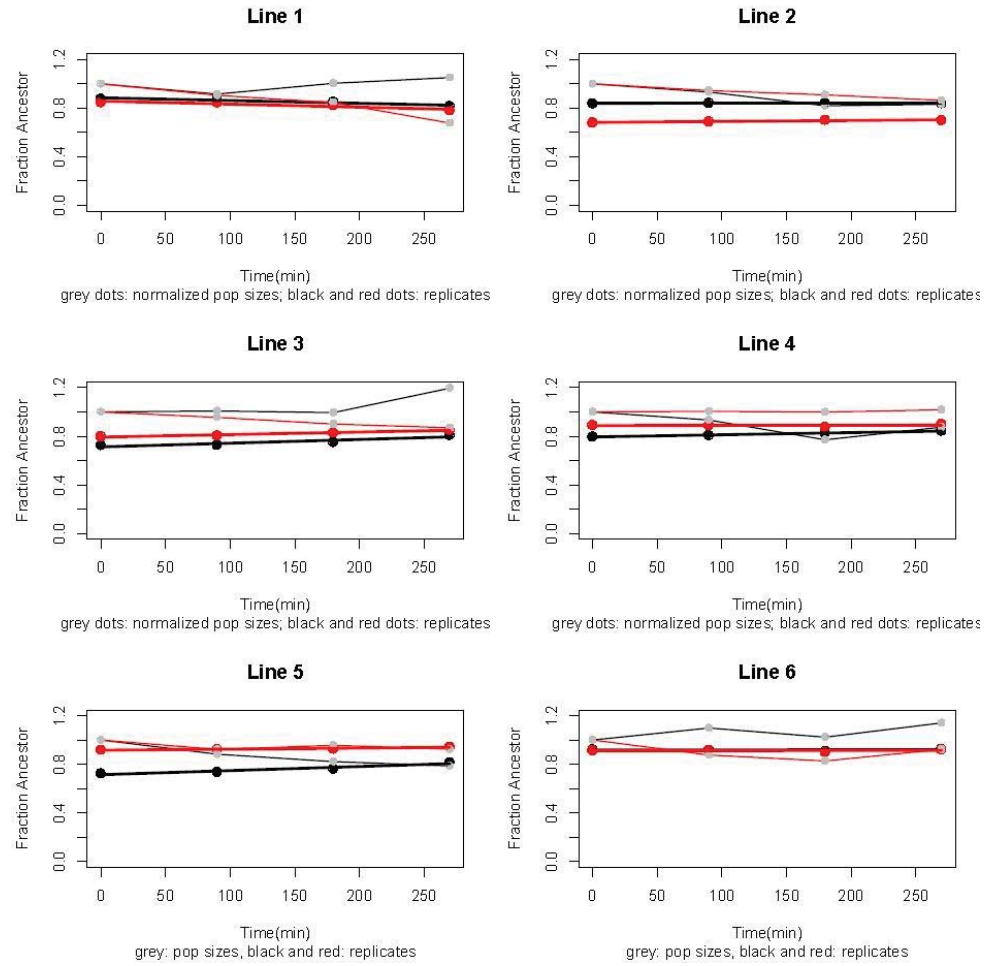 Line 1
Fraction Ancestor
0.0 0.4 0.8 1.2
0 50 100 150 200 250
Time(min)
grey dots: normalized pop sizes; black and red dots: replicates
Line 2
Fraction Ancestor
0.0 0.4 0.8 1.2
0 50 100 150 200 250
Time(min)
grey dots: normalized pop sizes; black and red dots: replicates
Line 3
Fraction Ancestor
0.0 0.4 0.8 1.2
0 50 100 150 200 250
Time(min)
grey dots: normalized pop sizes; black and red dots: replicates
Line 4
Fraction Ancestor
0.0 0.4 0.8 1.2
0 50 100 150 200 250
Time(min)
grey dots: normalized pop sizes; black and red dots: replicates
Line 5
Fraction Ancestor
0.0 0.4 0.8 1.2
0 50 100 150 200 250
Time(min)
grey: pop sizes, black and red: replicates
Line 6
Fraction Ancestor
0.0 0.4 0.8 1.2
0 50 100 150 200 250
Time(min)
grey: pop sizes, black and red: replicates